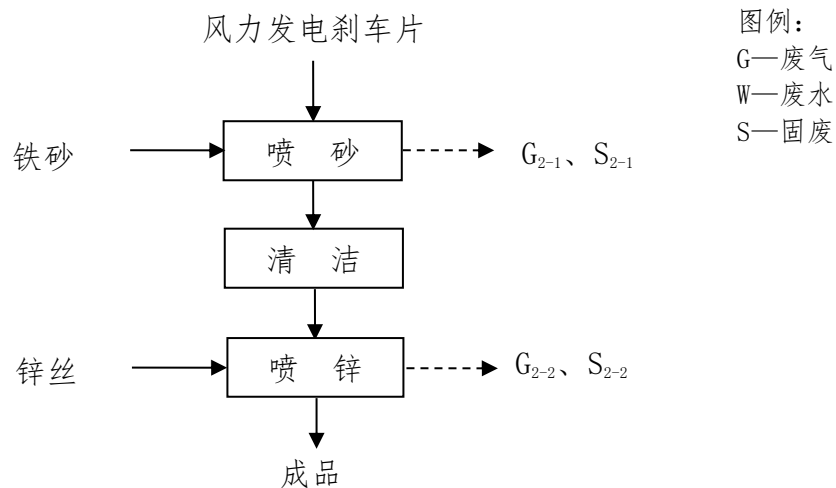 风力发电刹车片
图例：
G—废气
W—废水
S—固废
铁砂
喷 砂
G2-1、S2-1
清 洁
锌丝
喷 锌
G2-2、S2-2
成品